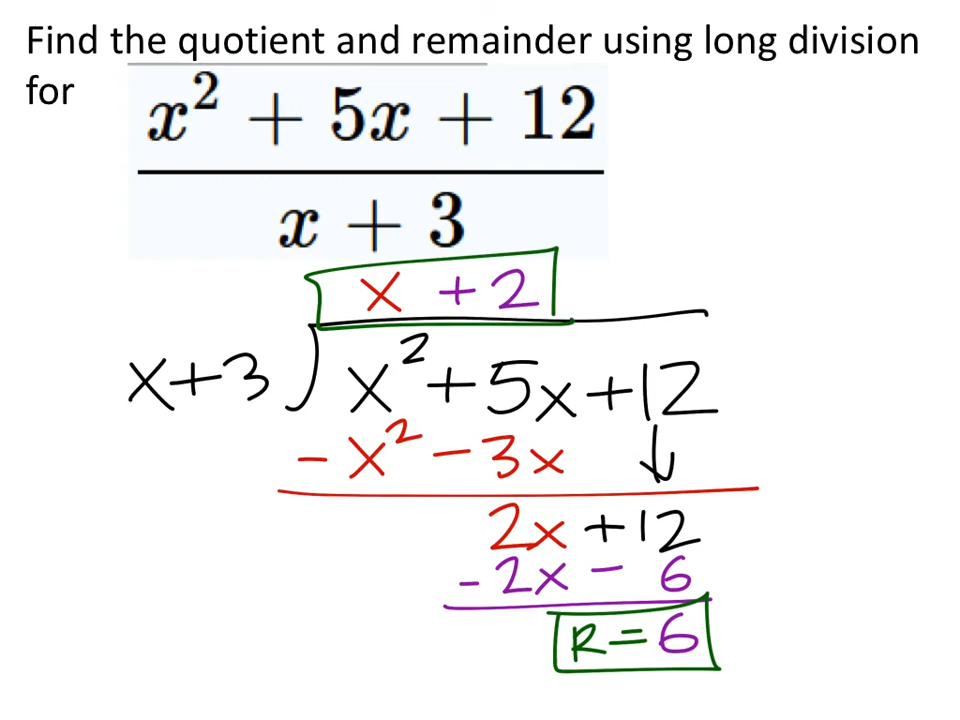 Find the quotient and remainder using long division
for
x² + 5x + 12
x + 3
x + 2
x+3 x² + 5x + 12
- x² - 3x ↓
2x + 12
- 2x - 6
R = 6